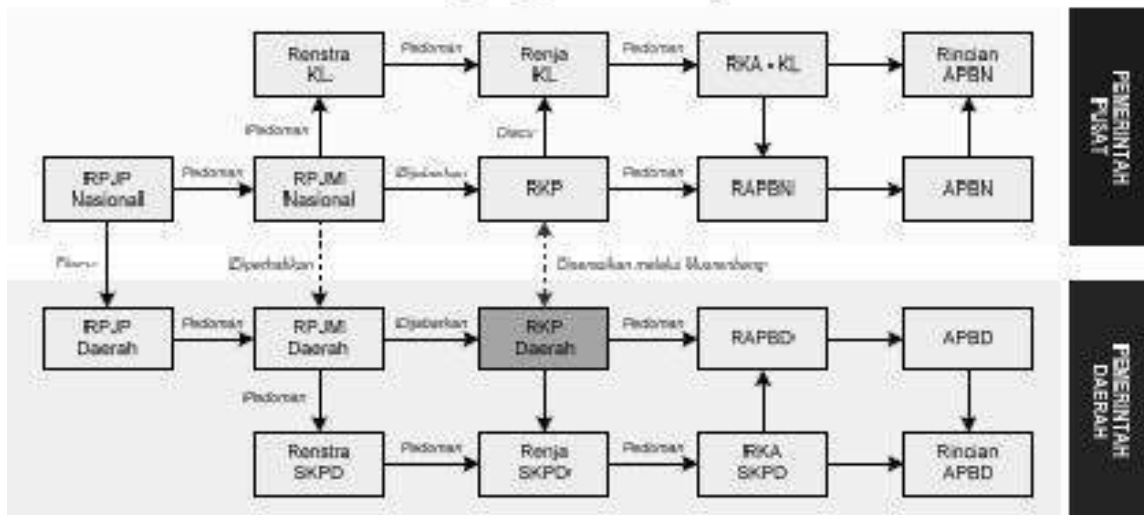 Renstra
KL
Pedoman
Renja
KL
Pedoman
RKA - KL
Rincian
APBN
Pedoman
Diacu
RPJP
Nasional
Pedoman
RPJM
Nasional
Dijabarkan
RKP
Pedoman
RAPBN
APBN
PEMERINTAH
PUSAT
Diacu
Diperhatikan
Diserasikan melalui Musrenbang
RPJP
Daerah
Pedoman
RPJM
Daerah
Dijabarkan
RKP
Daerah
Pedoman
RAPBD
APBD
Pedoman
Renstra
SKPD
Pedoman
Renja
SKPD
Pedoman
RKA
SKPD
Rincian
APBD
PEMERINTAH
DAERAH